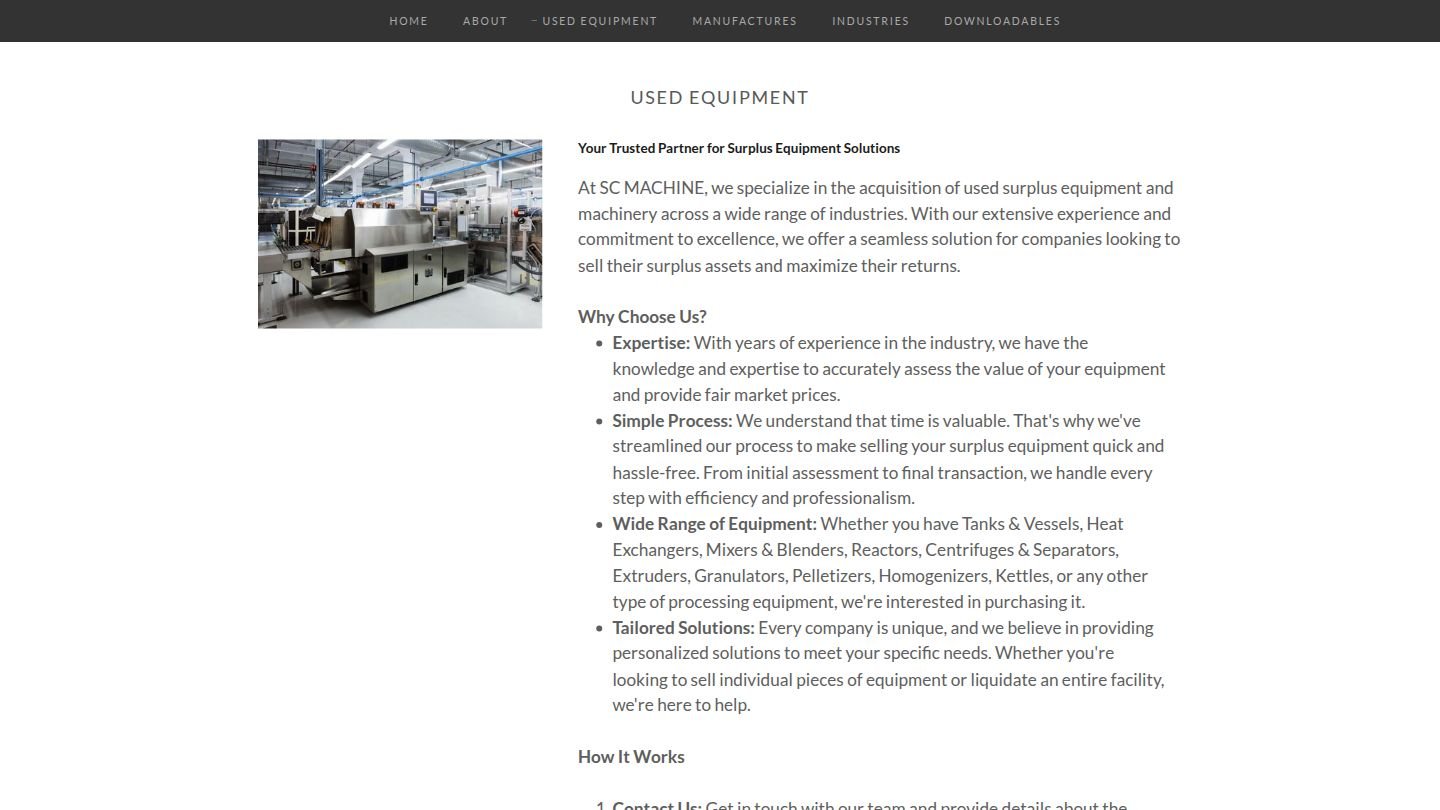 HOME ABOUT – USED EQUIPMENT MANUFACTURES INDUSTRIES DOWNLOADABLES
USED EQUIPMENT
Your Trusted Partner for Surplus Equipment Solutions
At SC MACHINE, we specialize in the acquisition of used surplus equipment and
machinery across a wide range of industries. With our extensive experience and
commitment to excellence, we offer a seamless solution for companies looking to
sell their surplus assets and maximize their returns.
Why Choose Us?
• Expertise: With years of experience in the industry, we have the
knowledge and expertise to accurately assess the value of your equipment
and provide fair market prices.
• Simple Process: We understand that time is valuable. That's why we've
streamlined our process to make selling your surplus equipment quick and
hassle-free. From initial assessment to final transaction, we handle every
step with efficiency and professionalism.
• Wide Range of Equipment: Whether you have Tanks & Vessels, Heat
Exchangers, Mixers & Blenders, Reactors, Centrifuges & Separators,
Extruders, Granulators, Pelletizers, Homogenizers, Kettles, or any other
type of processing equipment, we're interested in purchasing it.
• Tailored Solutions: Every company is unique, and we believe in providing
personalized solutions to meet your specific needs. Whether you're
looking to sell individual pieces of equipment or liquidate an entire facility,
we're here to help.
How It Works
1. Contact Us: Get in touch with our team and provide details about the